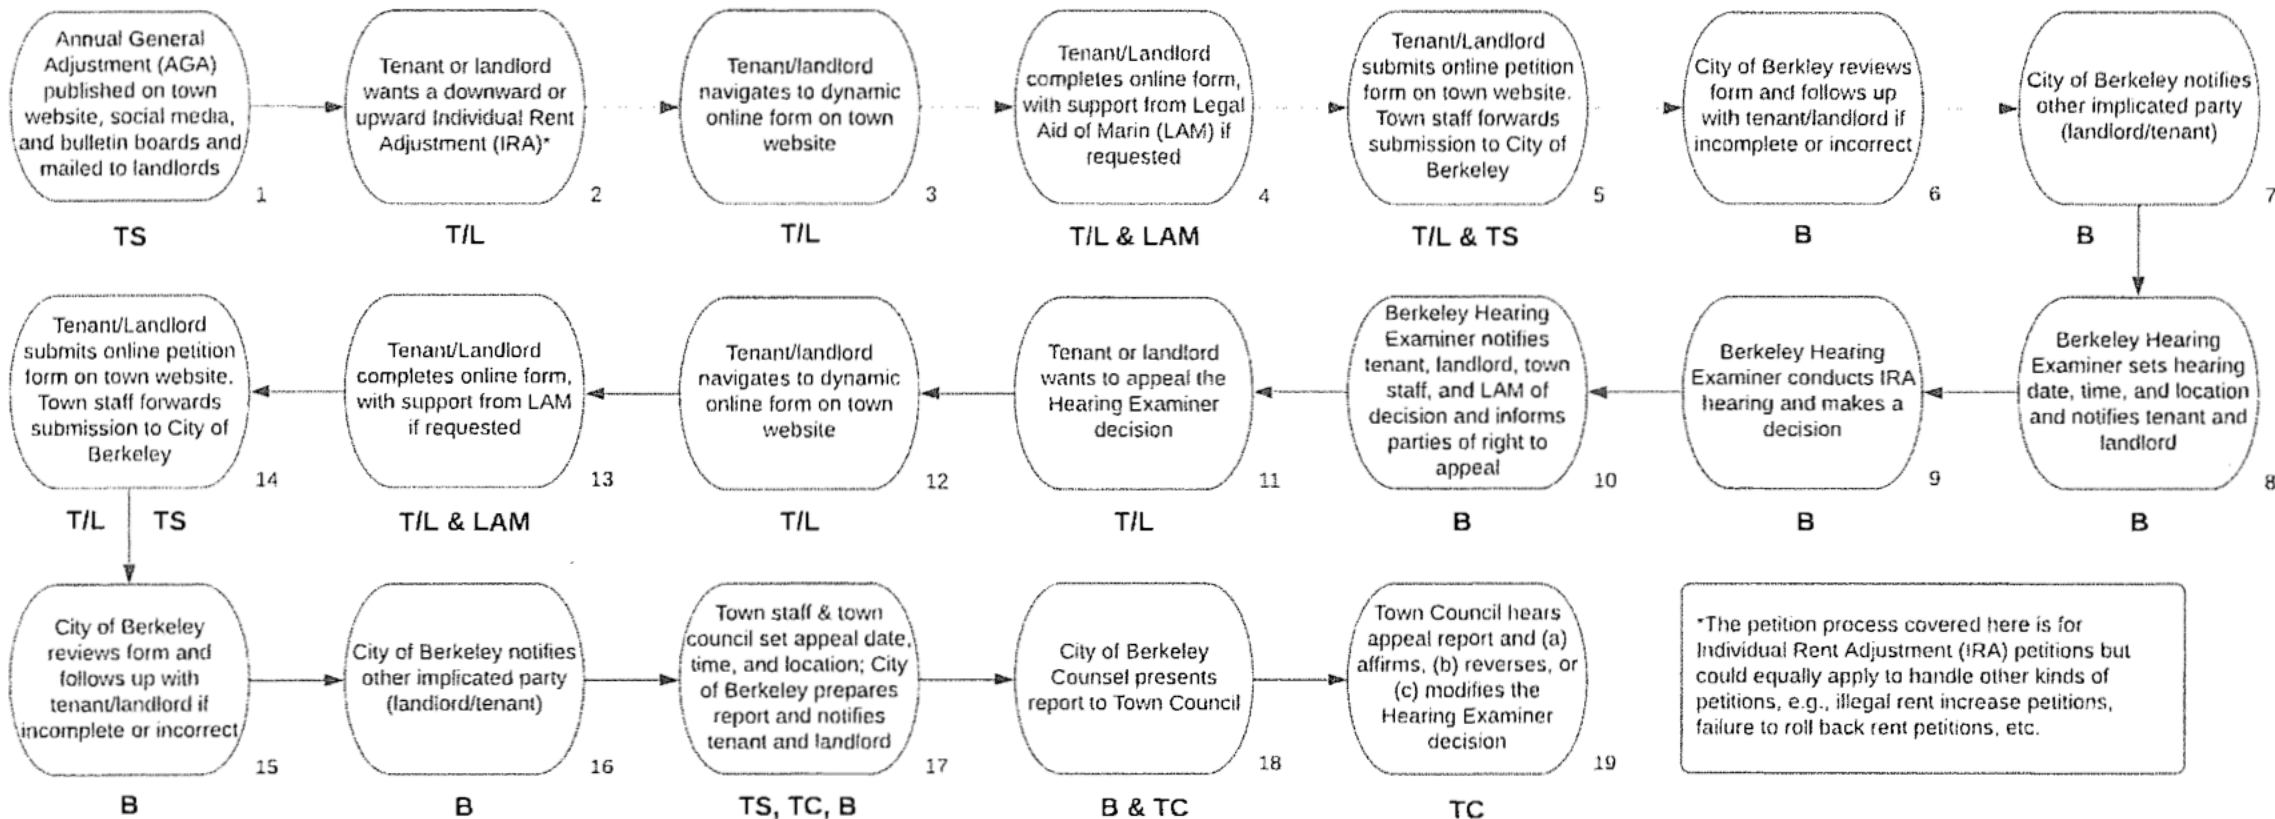 Annual General
Adjustment (AGA)
published on town
website, social media,
and bulletin boards and
mailed to landlords
1
TS
Tenant or landlord
wants a downward or
upward Individual Rent
Adjustment (IRA)*
2
T/L
Tenant/landlord
navigates to dynamic
online form on town
website
3
T/L
Tenant/Landlord
completes online form,
with support from Legal
Aid of Marin (LAM) if
requested
4
T/L & LAM
Tenant/Landlord
submits online petition
form on town website.
Town staff forwards
submission to City of
Berkeley
5
T/L & TS
City of Berkley reviews
form and follows up
with tenant/landlord if
incomplete or incorrect
6
B
City of Berkeley notifies
other implicated party
(landlord/tenant)
7
B
Berkeley Hearing
Examiner sets hearing
date, time, and location
and notifies tenant and
landlord
8
B
Berkeley Hearing
Examiner conducts IRA
hearing and makes a
decision
9
B
Berkeley Hearing
Examiner notifies
tenant, landlord, town
staff, and LAM of
decision and informs
parties of right to
appeal
10
B
Tenant or landlord
wants to appeal the
Hearing Examiner
decision
11
T/L
Tenant/landlord
navigates to dynamic
online form on town
website
12
T/L
Tenant/Landlord
completes online form,
with support from LAM
if requested
13
T/L & LAM
Tenant/Landlord
submits online petition
form on town website.
Town staff forwards
submission to City of
Berkeley
14
T/L TS
City of Berkeley
reviews form and
follows up with
tenant/landlord if
incomplete or incorrect
15
B
City of Berkeley notifies
other implicated party
(landlord/tenant)
16
B
Town staff & town
council set appeal date,
time, and location; City
of Berkeley prepares
report and notifies
tenant and landlord
17
TS, TC, B
City of Berkeley
Counsel presents
report to Town Council
18
B & TC
Town Council hears
appeal report and (a)
affirms, (b) reverses, or
(c) modifies the
Hearing Examiner
decision
19
TC
*The petition process covered here is for
Individual Rent Adjustment (IRA) petitions but
could equally apply to handle other kinds of
petitions, e.g., illegal rent increase petitions,
failure to roll back rent petitions, etc.